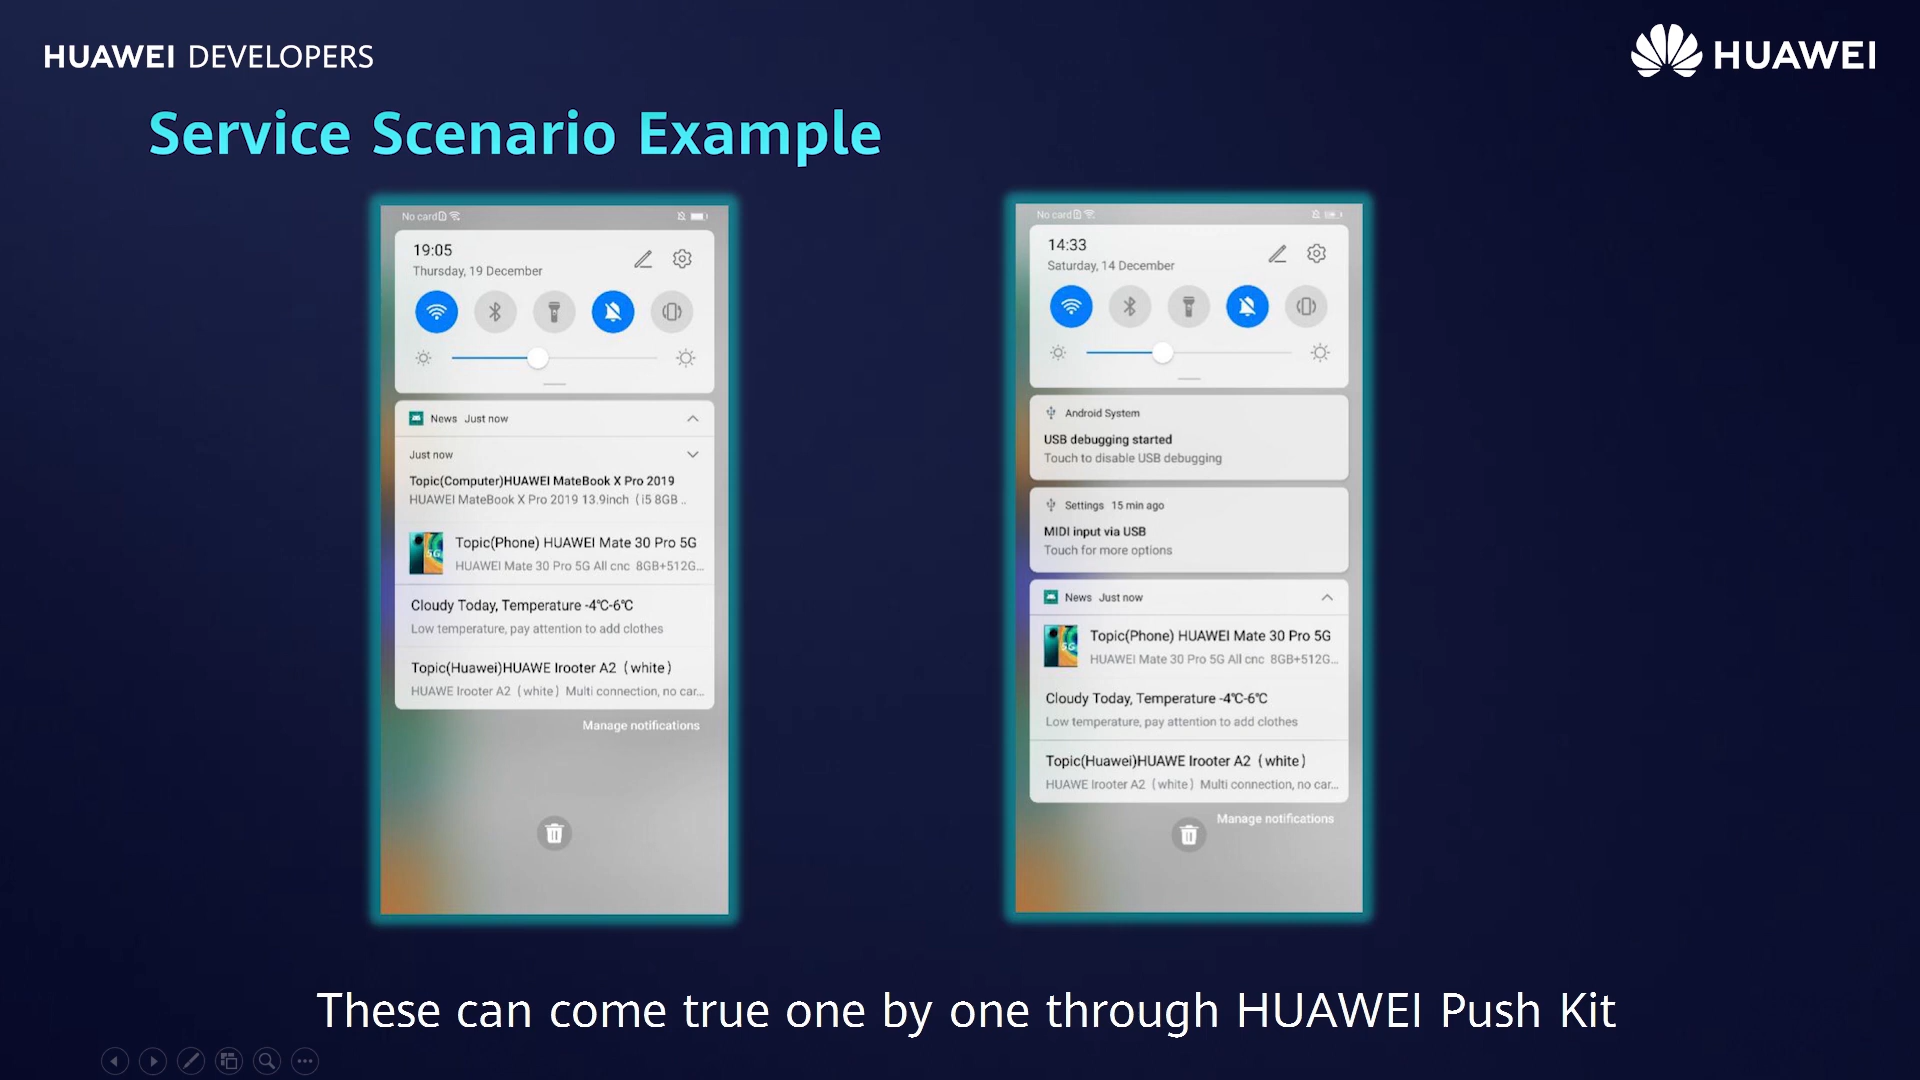 HUAWEI DEVELOPERS
HUAWEI
Service Scenario Example
No card
19:05
Thursday, 19 December
News Just now
Just now
Topic(Computer)HUAWEI MateBook X Pro 2019
HUAWEI MateBook X Pro 2019 13.9inch（i5 8GB ..
5G
Topic(Phone) HUAWEI Mate 30 Pro 5G
HUAWEI Mate 30 Pro 5G All cnc 8GB+512G...
Cloudy Today, Temperature -4℃-6℃
Low temperature, pay attention to add clothes
Topic(Huawei)HUAWE Irooter A2（white）
HUAWE Irooter A2（white）Multi connection, no car...
Manage notifications
No card
14:33
Saturday, 14 December
Android System
USB debugging started
Touch to disable USB debugging
Settings 15 min ago
MIDI input via USB
Touch for more options
News Just now
5G
Topic(Phone) HUAWEI Mate 30 Pro 5G
HUAWEI Mate 30 Pro 5G All cnc 8GB+512G...
Cloudy Today, Temperature -4℃-6℃
Low temperature, pay attention to add clothes
Topic(Huawei)HUAWE Irooter A2（white）
HUAWE Irooter A2（white）Multi connection, no car...
Manage notifications
These can come true one by one through HUAWEI Push Kit